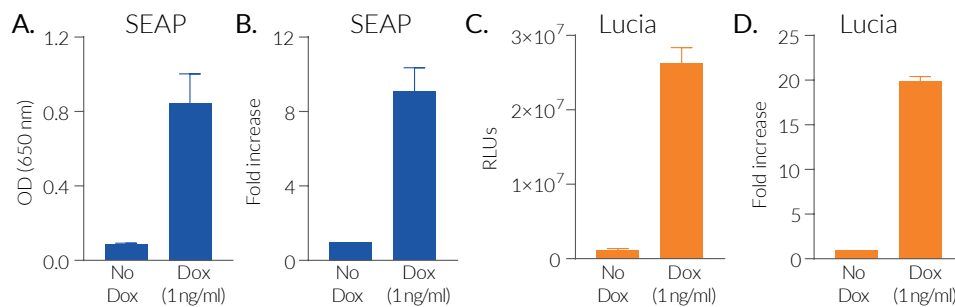 A. SEAP
OD (650 nm)
1.2
0.8
0.4
0.0
No
Dox
Dox
(1 ng/ml)
B. SEAP
Fold increase
12
8
4
0
No
Dox
Dox
(1 ng/ml)
C. Lucia
RLUs
3×10⁷
2×10⁷
1×10⁷
0
No
Dox
Dox
(1 ng/ml)
D. Lucia
Fold increase
25
20
15
10
5
0
No
Dox
Dox
(1 ng/ml)